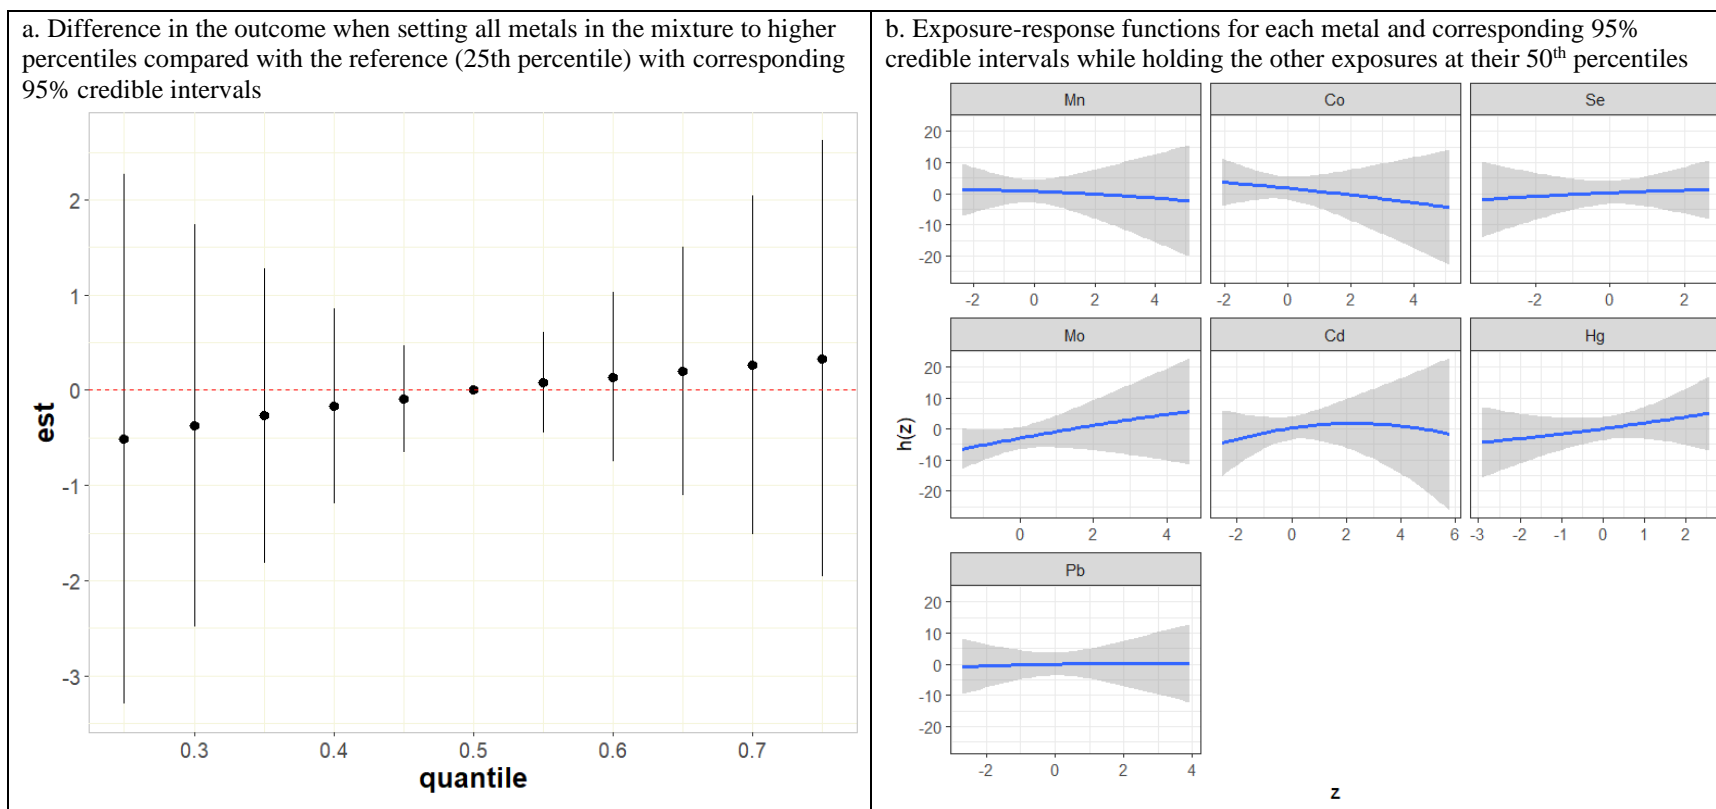 a. Difference in the outcome when setting all metals in the mixture to higher
percentiles compared with the reference (25th percentile) with corresponding
95% credible intervals
2
1
0
-1
-2
-3
est
0.3 0.4 0.5 0.6 0.7
quantile
b. Exposure-response functions for each metal and corresponding 95%
credible intervals while holding the other exposures at their 50th percentiles
Mn Co Se
20
10
0
-10
-20
-2 0 2 4 -2 0 2 4 -2 0 2
Mo Cd Hg
20
10
0
-10
-20
h(z)
0 2 4 -2 0 2 4 6 -3 -2 -1 0 1 2
Pb
20
10
0
-10
-20
-2 0 2 4
z